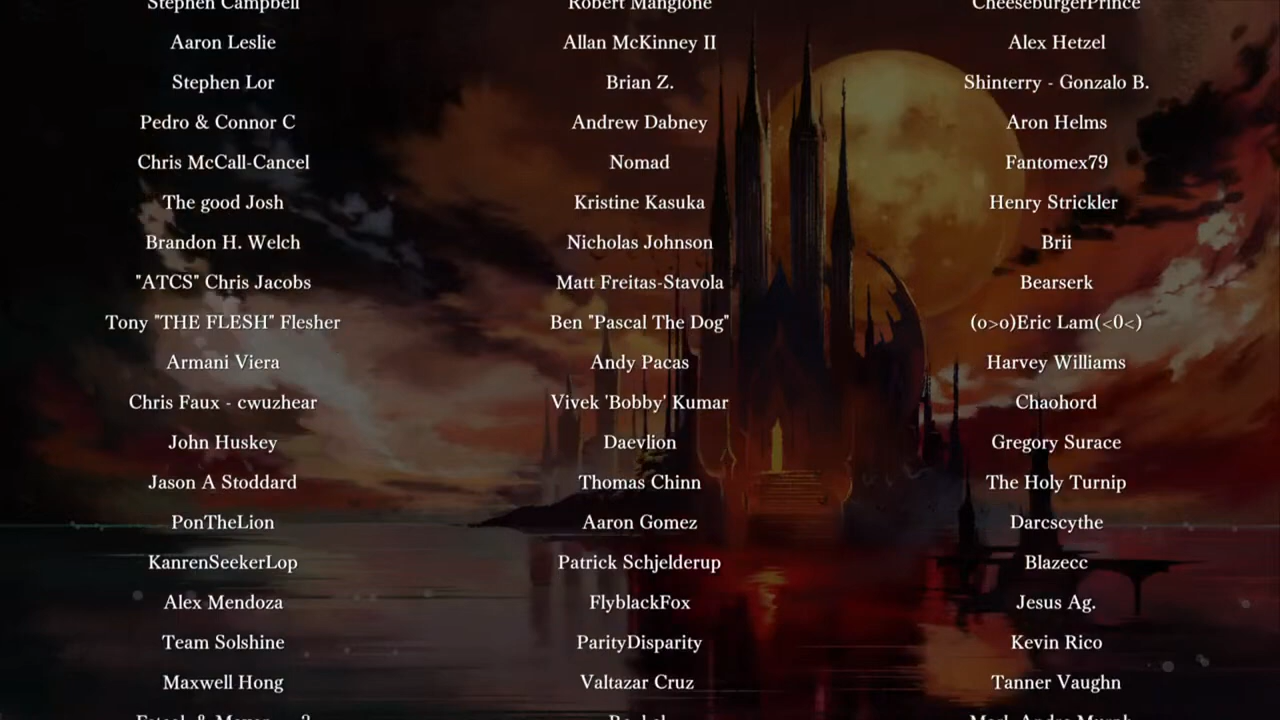 Stephen Campbell
Robert Mangione
CheeseburgerPrince
Aaron Leslie
Allan McKinney II
Alex Hetzel
Stephen Lor
Brian Z.
Shinterry - Gonzalo B.
Pedro & Connor C
Andrew Dabney
Aron Helms
Chris McCall-Cancel
Nomad
Fantomex79
The good Josh
Kristine Kasuka
Henry Strickler
Brandon H. Welch
Nicholas Johnson
Brii
"ATCS" Chris Jacobs
Matt Freitas-Stavola
Bearserk
Tony "THE FLESH" Flesher
Ben "Pascal The Dog"
(o>o)Eric Lam(<0<)
Armani Viera
Andy Pacas
Harvey Williams
Chris Faux - cwuzhear
Vivek 'Bobby' Kumar
Chaohord
John Huskey
Daevlion
Gregory Surace
Jason A Stoddard
Thomas Chinn
The Holy Turnip
PonTheLion
Aaron Gomez
Darcscythe
KanrenSeekerLop
Patrick Schjelderup
Blazecc
Alex Mendoza
FlyblackFox
Jesus Ag.
Team Solshine
ParityDisparity
Kevin Rico
Maxwell Hong
Valtazar Cruz
Tanner Vaughn